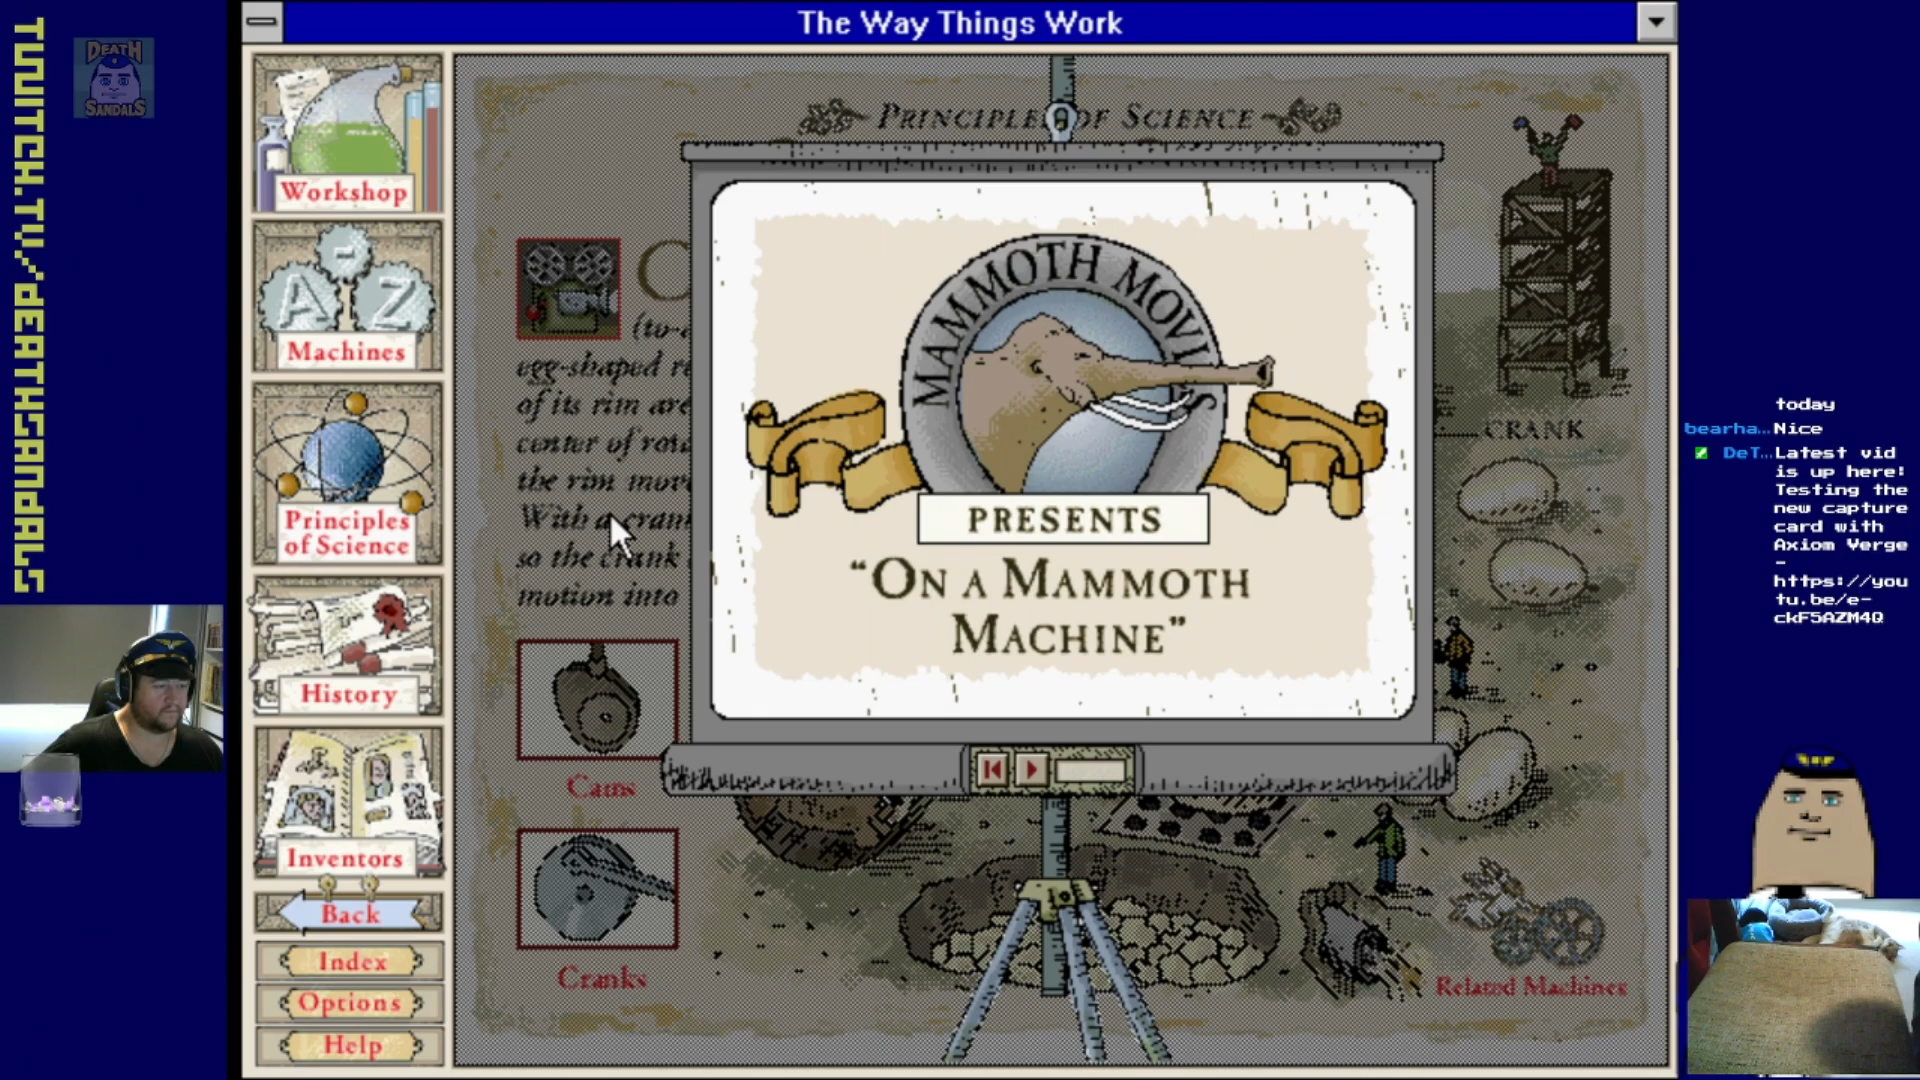 TWITCH.TV/DEATHSANDALS
DEATH
SANDALS
The Way Things Work
Workshop
A - Z
Machines
Principles
of Science
History
Inventors
Back
Index
Options
Help
PRINCIPLES OF SCIENCE
C
(to-
egg-shaped
of its rim are
center of
the rim
With a
so the crank
motion into
Cams
Cranks
MAMMOTH MOVIES
PRESENTS
“ON A MAMMOTH
MACHINE”
CRANK
Related Machines
today
bearha... Nice
DeT... Latest vid
is up here:
Testing the
new capture
card with
Axiom Verge
-
https://you
tu.be/e-
ckF5AZM4Q